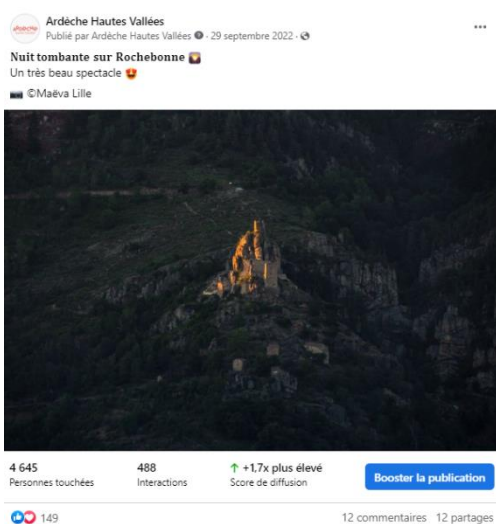 Ardèche Hautes Vallées
Publié par Ardèche Hautes Vallées · 29 septembre 2022 ·
Nuit tombante sur Rochebonne 🌄
Un très beau spectacle 😍
📷 ©Maëva Lille
4 645
Personnes touchées
488
Interactions
↑ +1,7x plus élevé
Score de diffusion
Booster la publication
149
12 commentaires 12 partages